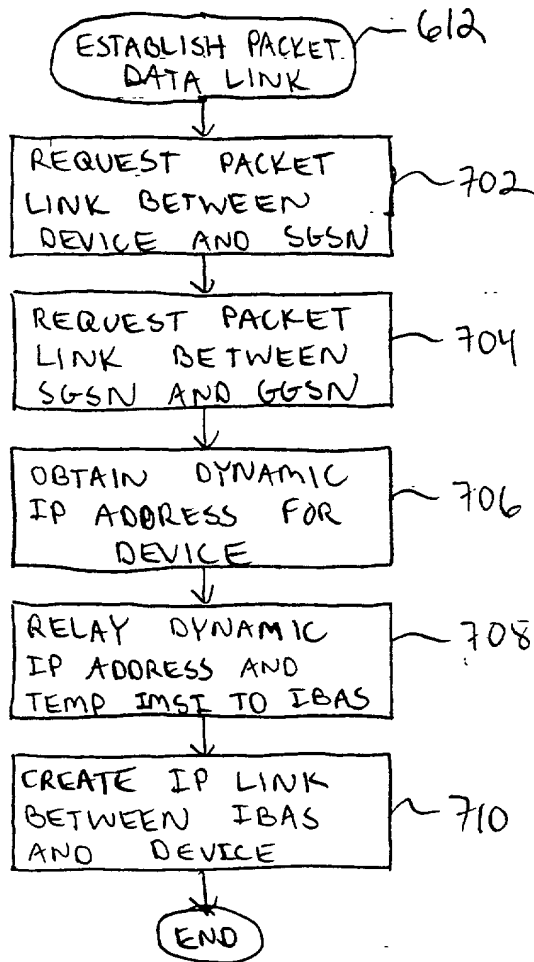 ESTABLISH PACKET
DATA LINK
612
REQUEST PACKET
LINK BETWEEN
DEVICE AND SGSN
702
REQUEST PACKET
LINK BETWEEN
SGSN AND GGSN
704
OBTAIN DYNAMIC
IP ADDRESS FOR
DEVICE
706
RELAY DYNAMIC
IP ADDRESS AND
TEMP IMSI TO IBAS
708
CREATE IP LINK
BETWEEN IBAS
AND DEVICE
710
END